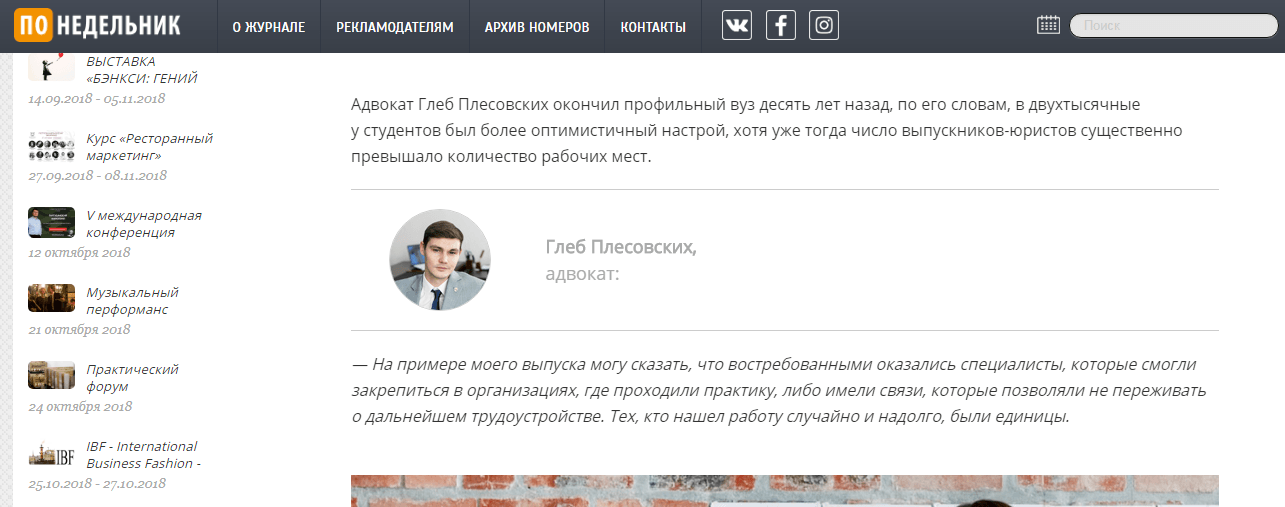 ПОНЕДЕЛЬНИК
О ЖУРНАЛЕ
РЕКЛАМОДАТЕЛЯМ
АРХИВ НОМЕРОВ
КОНТАКТЫ
Поиск
ВЫСТАВКА
«БЭНКСИ: ГЕНИЙ
14.09.2018 - 05.11.2018
Курс «Ресторанный
маркетинг»
27.09.2018 - 08.11.2018
V международная
конференция
12 октября 2018
Музыкальный
перформанс
21 октября 2018
Практический
форум
24 октября 2018
IBF
IBF - International
Business Fashion -
25.10.2018 - 27.10.2018
Адвокат Глеб Плесовских окончил профильный вуз десять лет назад, по его словам, в двухтысячные
у студентов был более оптимистичный настрой, хотя уже тогда число выпускников-юристов существенно
превышало количество рабочих мест.
Глеб Плесовских,
адвокат:
— На примере моего выпуска могу сказать, что востребованными оказались специалисты, которые смогли
закрепиться в организациях, где проходили практику, либо имели связи, которые позволяли не переживать
о дальнейшем трудоустройстве. Тех, кто нашел работу случайно и надолго, были единицы.